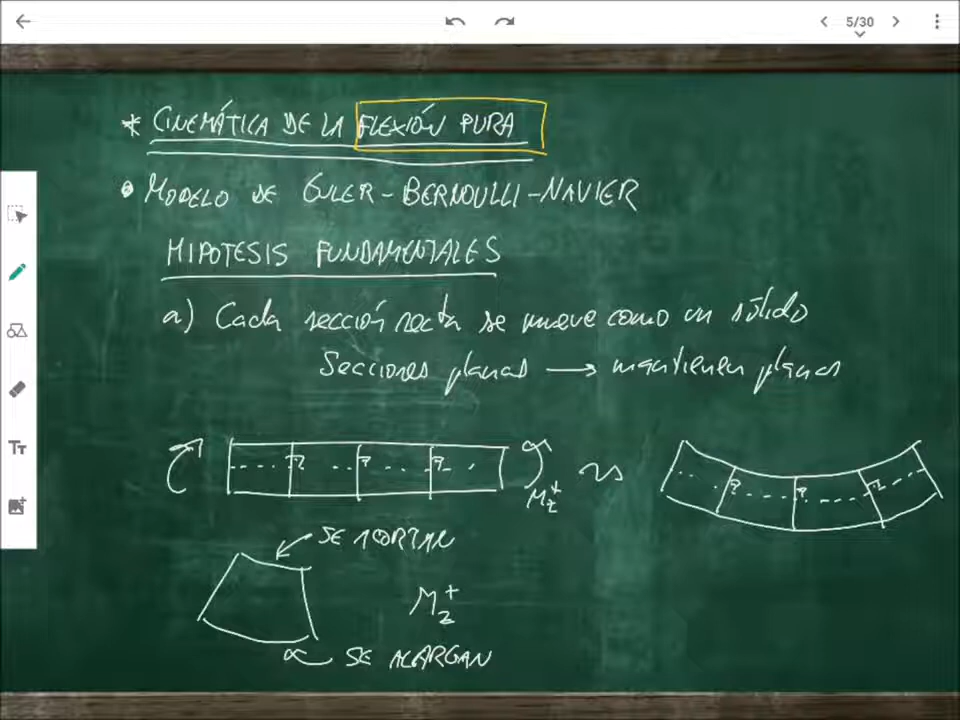 5/30
* CINEMÁTICA DE LA FLEXIÓN PURA
• MODELO DE EULER-BERNOULLI-NAVIER
HIPOTESIS FUNDAMENTALES
a) Cada sección recta se mueve como un sólido
Secciones planas → mantienen planas
Mz+
SE ACORTAN
Mz+
SE ALARGAN
Tt